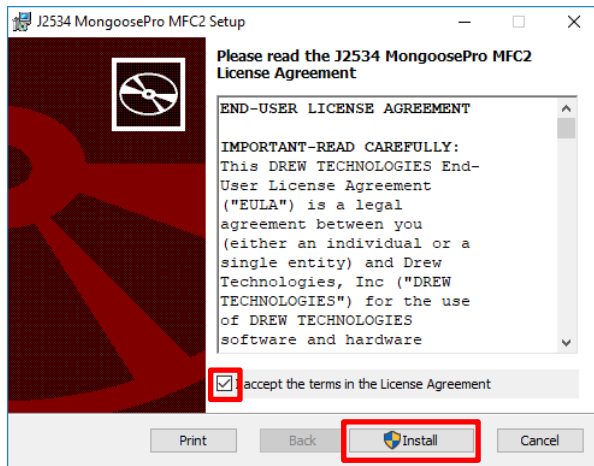 J2534 MongoosePro MFC2 Setup
Please read the J2534 MongoosePro MFC2
License Agreement
END-USER LICENSE AGREEMENT
IMPORTANT-READ CAREFULLY:
This DREW TECHNOLOGIES End-
User License Agreement
("EULA") is a legal
agreement between you
(either an individual or a
single entity) and Drew
Technologies, Inc ("DREW
TECHNOLOGIES") for the use
of DREW TECHNOLOGIES
software and hardware
I accept the terms in the License Agreement
Print Back Install Cancel